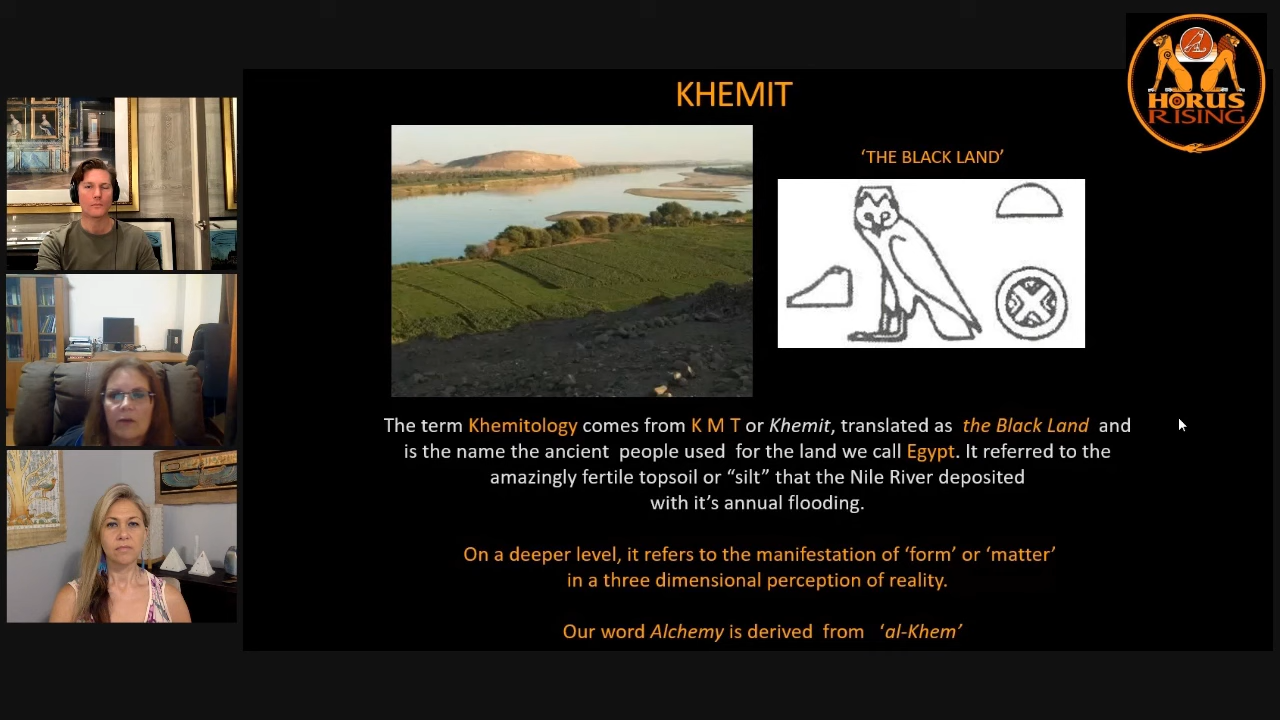 KHEMIT
HORUS
RISING
‘THE BLACK LAND’
The term Khemitology comes from K M T or Khemit, translated as the Black Land and
is the name the ancient people used for the land we call Egypt. It referred to the
amazingly fertile topsoil or “silt” that the Nile River deposited
with it’s annual flooding.
On a deeper level, it refers to the manifestation of ‘form’ or ‘matter’
in a three dimensional perception of reality.
Our word Alchemy is derived from ‘al-Khem’